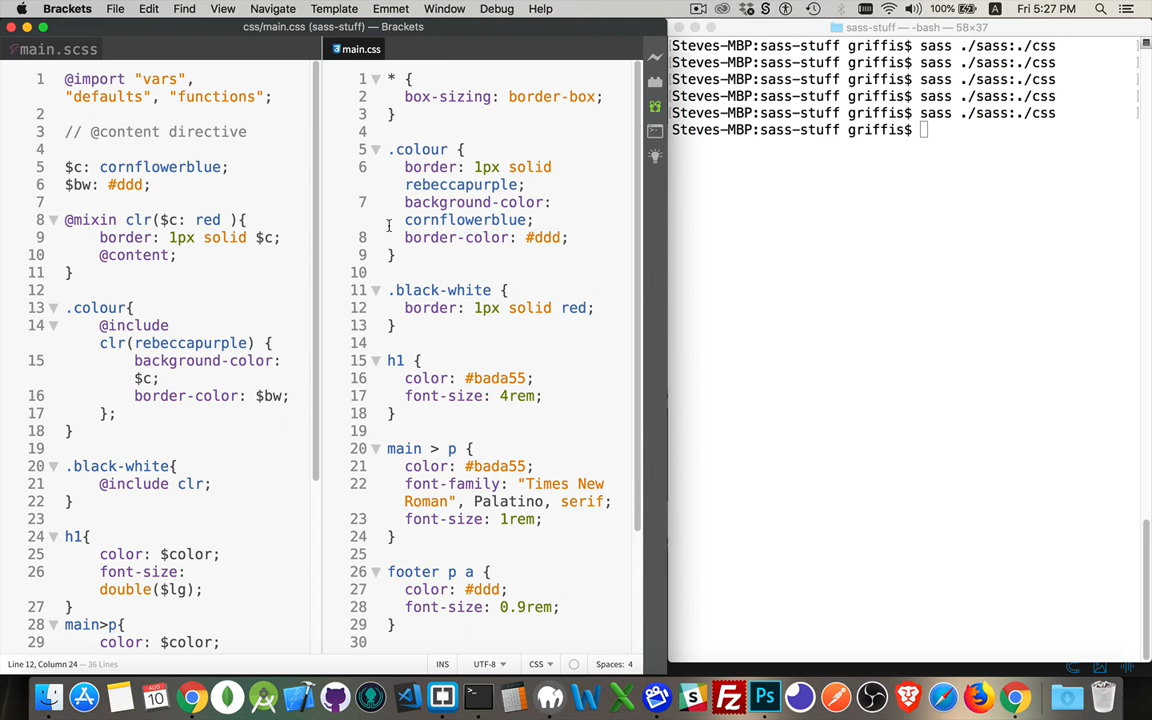 Brackets File Edit View Find Navigate Template Emmet Window Debug Help 100% A Fri 5:27 PM
css/main.css (sass-stuff) — Brackets
sass-stuff — -bash — 58×37
main.scss
main.css
1 @import "vars",
"defaults", "functions";
2
3 // @content directive
4
5 $c: cornflowerblue;
6 $bw: #ddd;
7
8 @mixin clr($c: red ){
9 border: 1px solid $c;
10 @content;
11 }
12
13 .colour{
14 @include
clr(rebeccapurple) {
15 background-color:
$c;
16 border-color: $bw;
17 };
18 }
19
20 .black-white{
21 @include clr;
22 }
23
24 h1{
25 color: $color;
26 font-size:
double($lg);
27 }
28 main>p{
29 color: $color;
1 * {
2 box-sizing: border-box;
3 }
4
5 .colour {
6 border: 1px solid
rebeccapurple;
7 background-color:
cornflowerblue;
8 border-color: #ddd;
9 }
10
11 .black-white {
12 border: 1px solid red;
13 }
14
15 h1 {
16 color: #bada55;
17 font-size: 4rem;
18 }
19
20 main > p {
21 color: #bada55;
22 font-family: "Times New
Roman", Palatino, serif;
23 font-size: 1rem;
24 }
25
26 footer p a {
27 color: #ddd;
28 font-size: 0.9rem;
29 }
30
Steves-MBP:sass-stuff griffis$ sass ./sass:./css
Steves-MBP:sass-stuff griffis$ sass ./sass:./css
Steves-MBP:sass-stuff griffis$ sass ./sass:./css
Steves-MBP:sass-stuff griffis$ sass ./sass:./css
Steves-MBP:sass-stuff griffis$ sass ./sass:./css
Steves-MBP:sass-stuff griffis$
Line 12, Column 24 — 36 Lines
INS UTF-8 CSS Spaces: 4
AUG
10